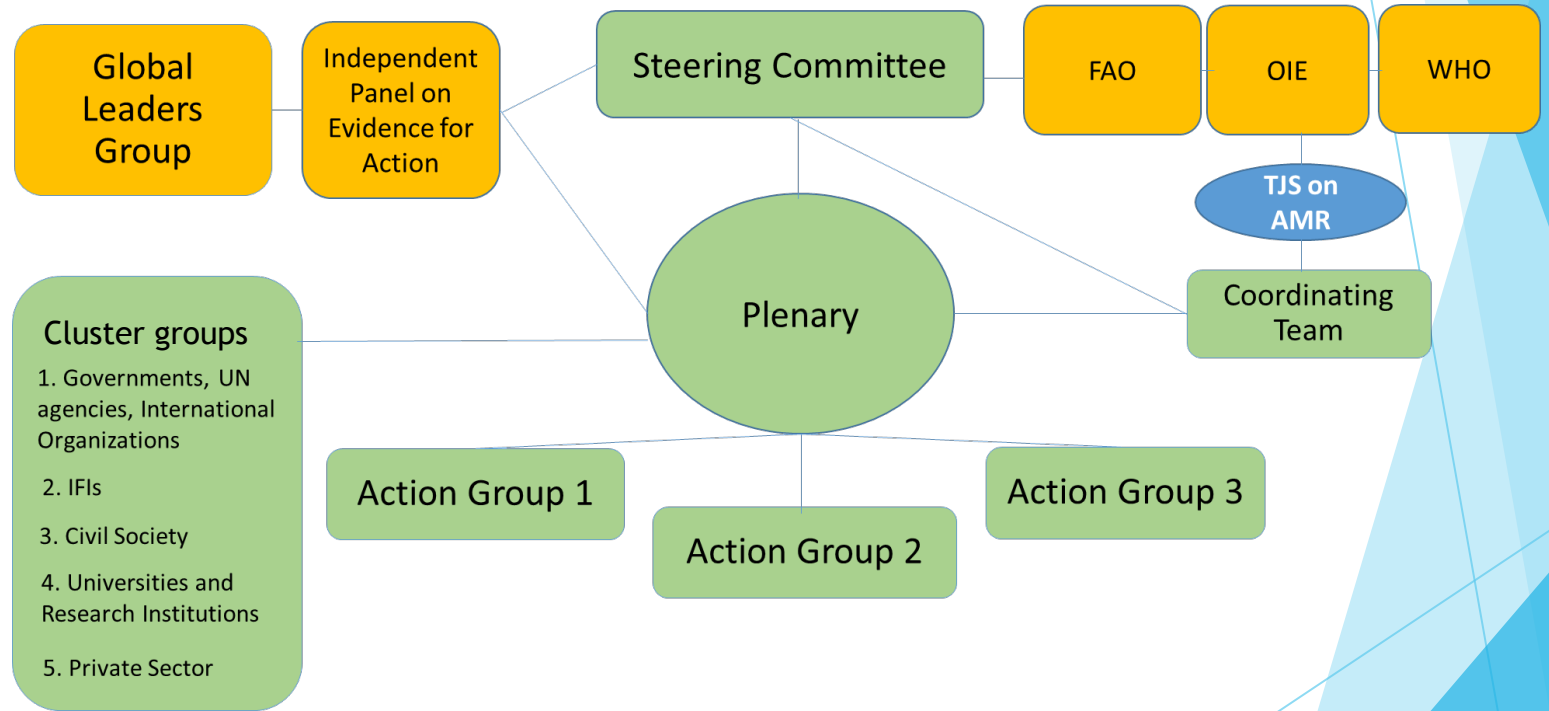 Global
Leaders
Group
Independent
Panel on
Evidence for
Action
Steering Committee
FAO
OIE
WHO
TJS on
AMR
Coordinating
Team
Plenary
Cluster groups
1. Governments, UN
agencies, International
Organizations
2. IFIs
3. Civil Society
4. Universities and
Research Institutions
5. Private Sector
Action Group 1
Action Group 2
Action Group 3